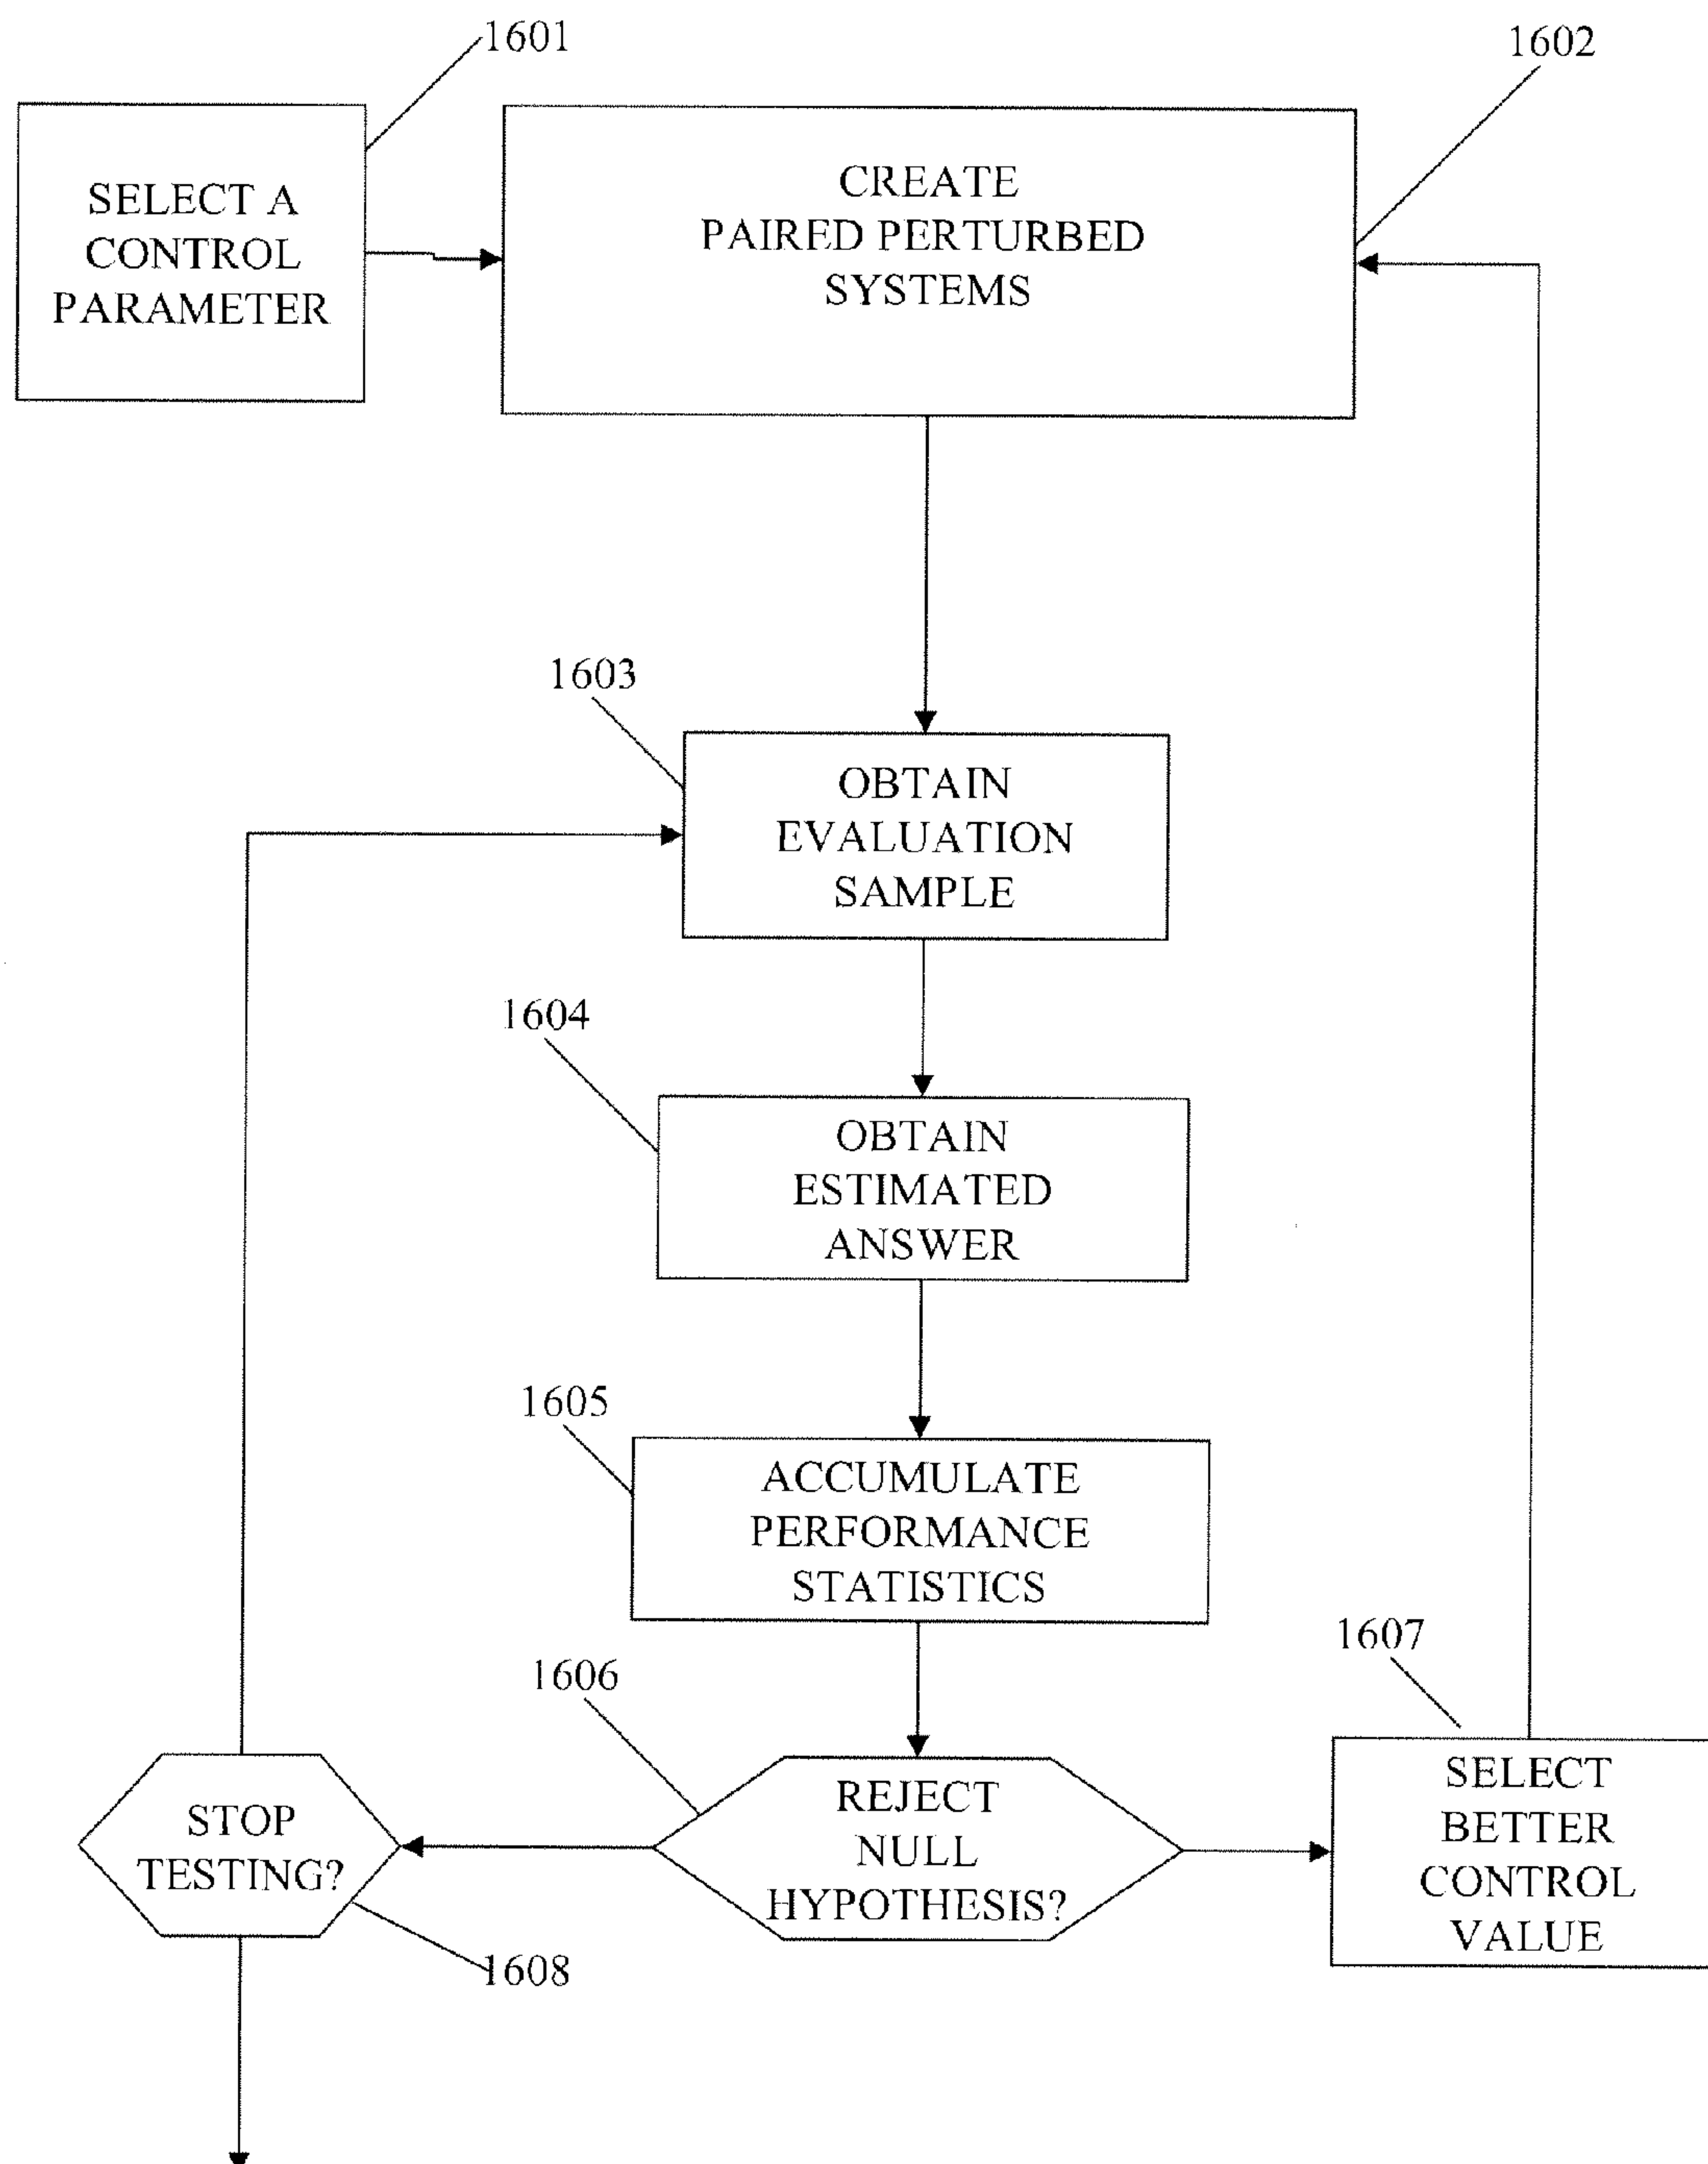 1601
1602
SELECT A
CONTROL
PARAMETER
CREATE
PAIRED PERTURBED
SYSTEMS
1603
OBTAIN
EVALUATION
SAMPLE
1604
OBTAIN
ESTIMATED
ANSWER
1605
ACCUMULATE
PERFORMANCE
STATISTICS
1606
1607
STOP
TESTING?
REJECT
NULL
HYPOTHESIS?
SELECT
BETTER
CONTROL
VALUE
1608